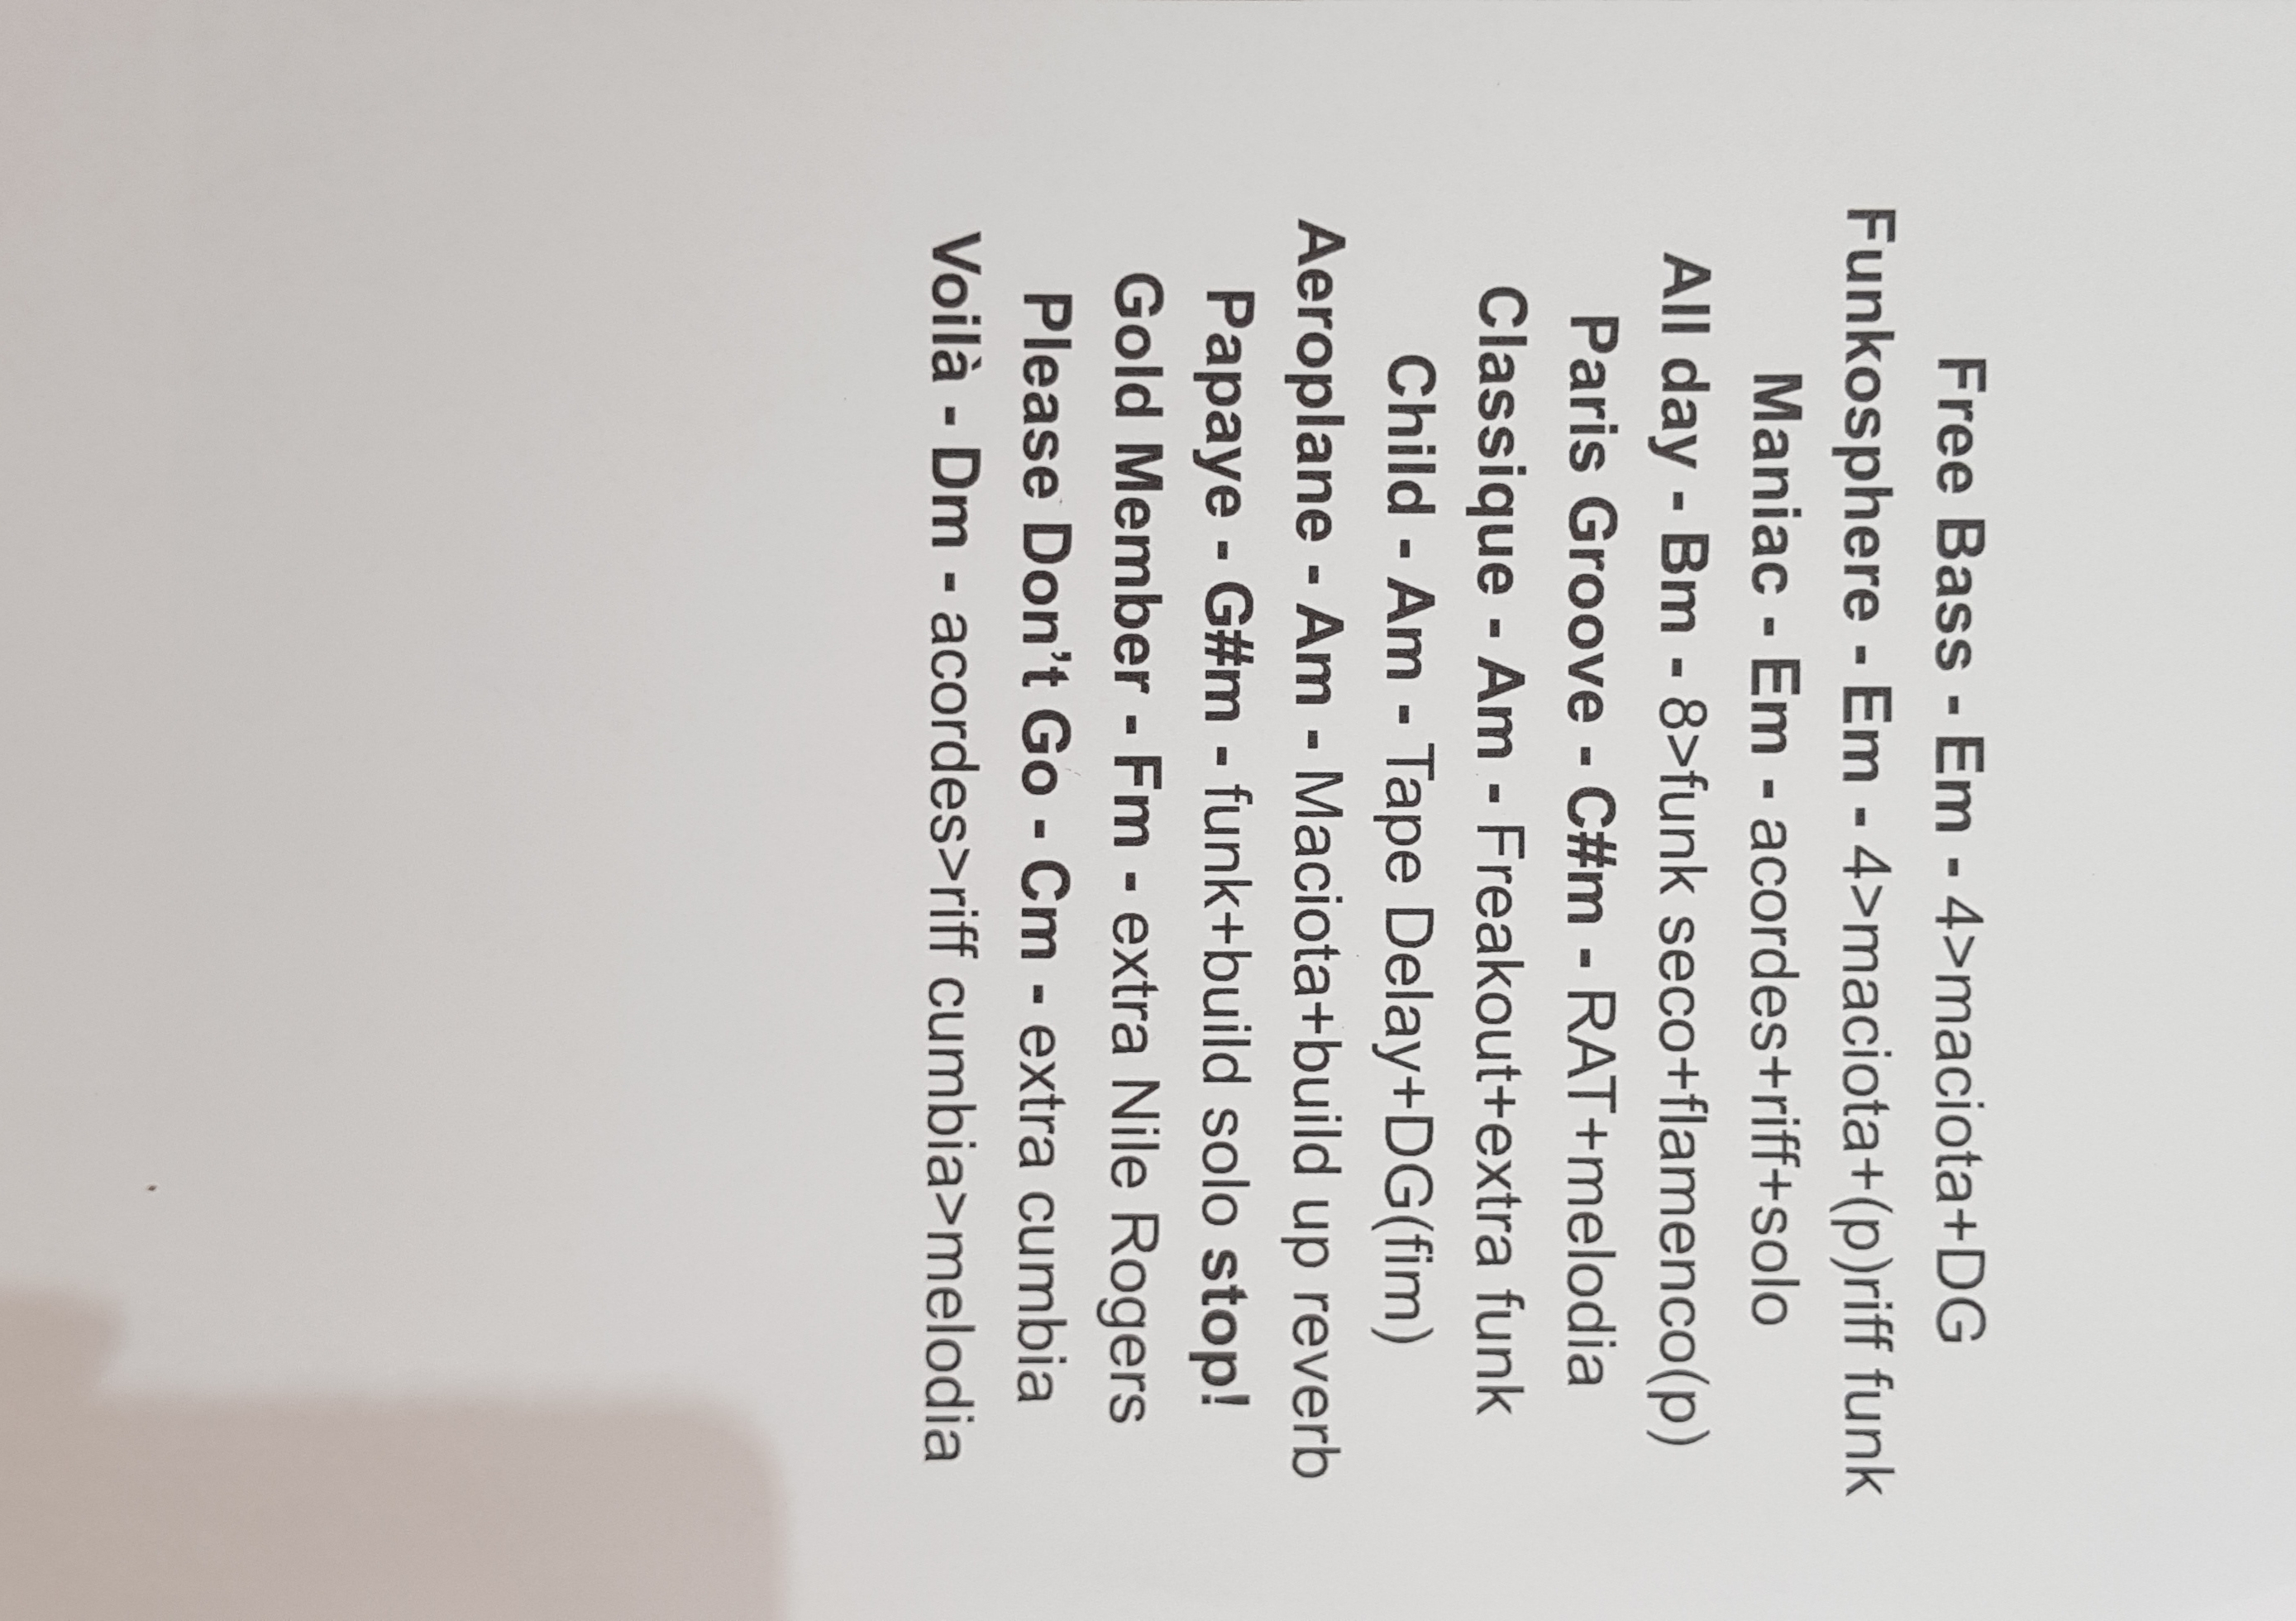 Free Bass - Em - 4>maciota+DG
Funkosphere - Em - 4>maciota+(p)riff funk
Maniac - Em - acordes+riff+solo
All day - Bm - 8>funk seco+flamenco(p)
Paris Groove - C#m - RAT+melodia
Classique - Am - Freakout+extra funk
Child - Am - Tape Delay+DG(fim)
Aeroplane - Am - Maciota+build up reverb
Papaye - G#m - funk+build solo stop!
Gold Member - Fm - extra Nile Rogers
Please Don’t Go - Cm - extra cumbia
Voilà - Dm - acordes>riff cumbia>melodia